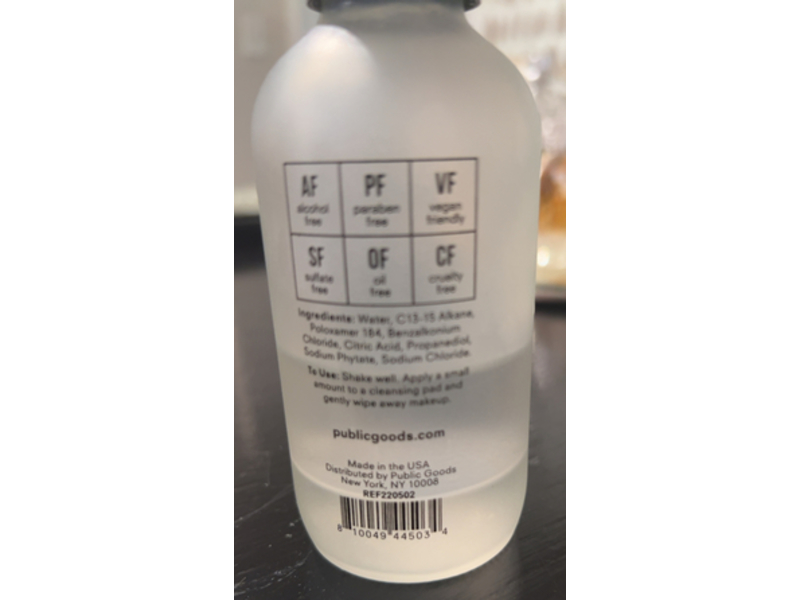 AF
alcohol
free
PF
paraben
free
VF
vegan
friendly
SF
sulfate
free
OF
oil
free
CF
cruelty
free
Ingredients: Water, C13-15 Alkane,
Poloxamer 184, Benzalkonium
Chloride, Citric Acid, Propanediol,
Sodium Phytate, Sodium Chloride.
To Use: Shake well. Apply a small
amount to a cleansing pad and
gently wipe away makeup.
publicgoods.com
Made in the USA
Distributed by Public Goods
New York, NY 10008
REF220502
8 10049 44503 4